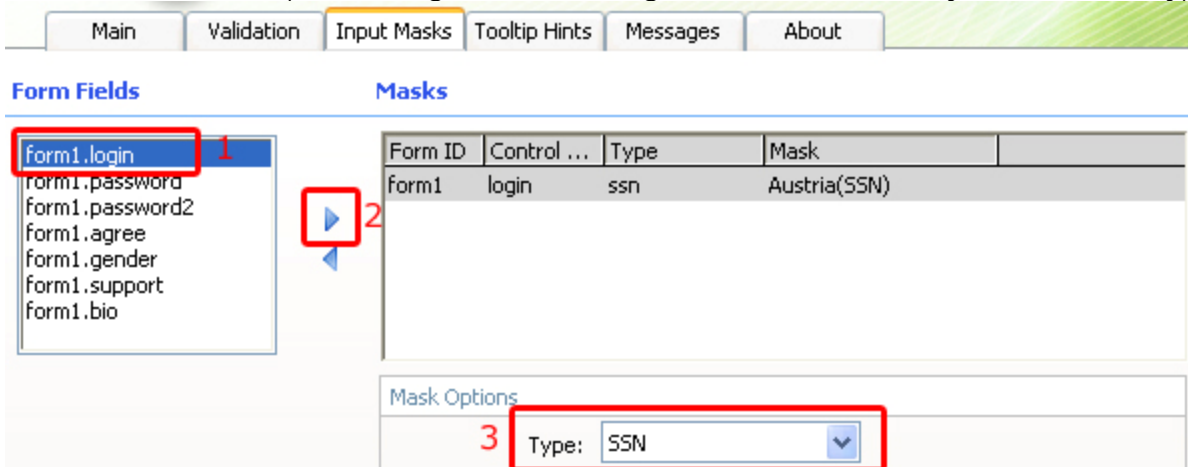 Main Validation Input Masks Tooltip Hints Messages About
Form Fields Masks
form1.login 1
form1.password
form1.password2
form1.agree
form1.gender
form1.support
form1.bio
2
Form ID Control ... Type Mask
form1 login ssn Austria(SSN)
Mask Options
3 Type: SSN